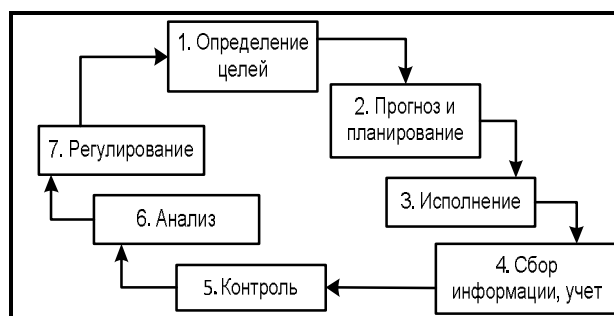 1. Определение
целей
2. Прогноз и
планирование
3. Исполнение
4. Сбор
информации, учет
5. Контроль
6. Анализ
7. Регулирование